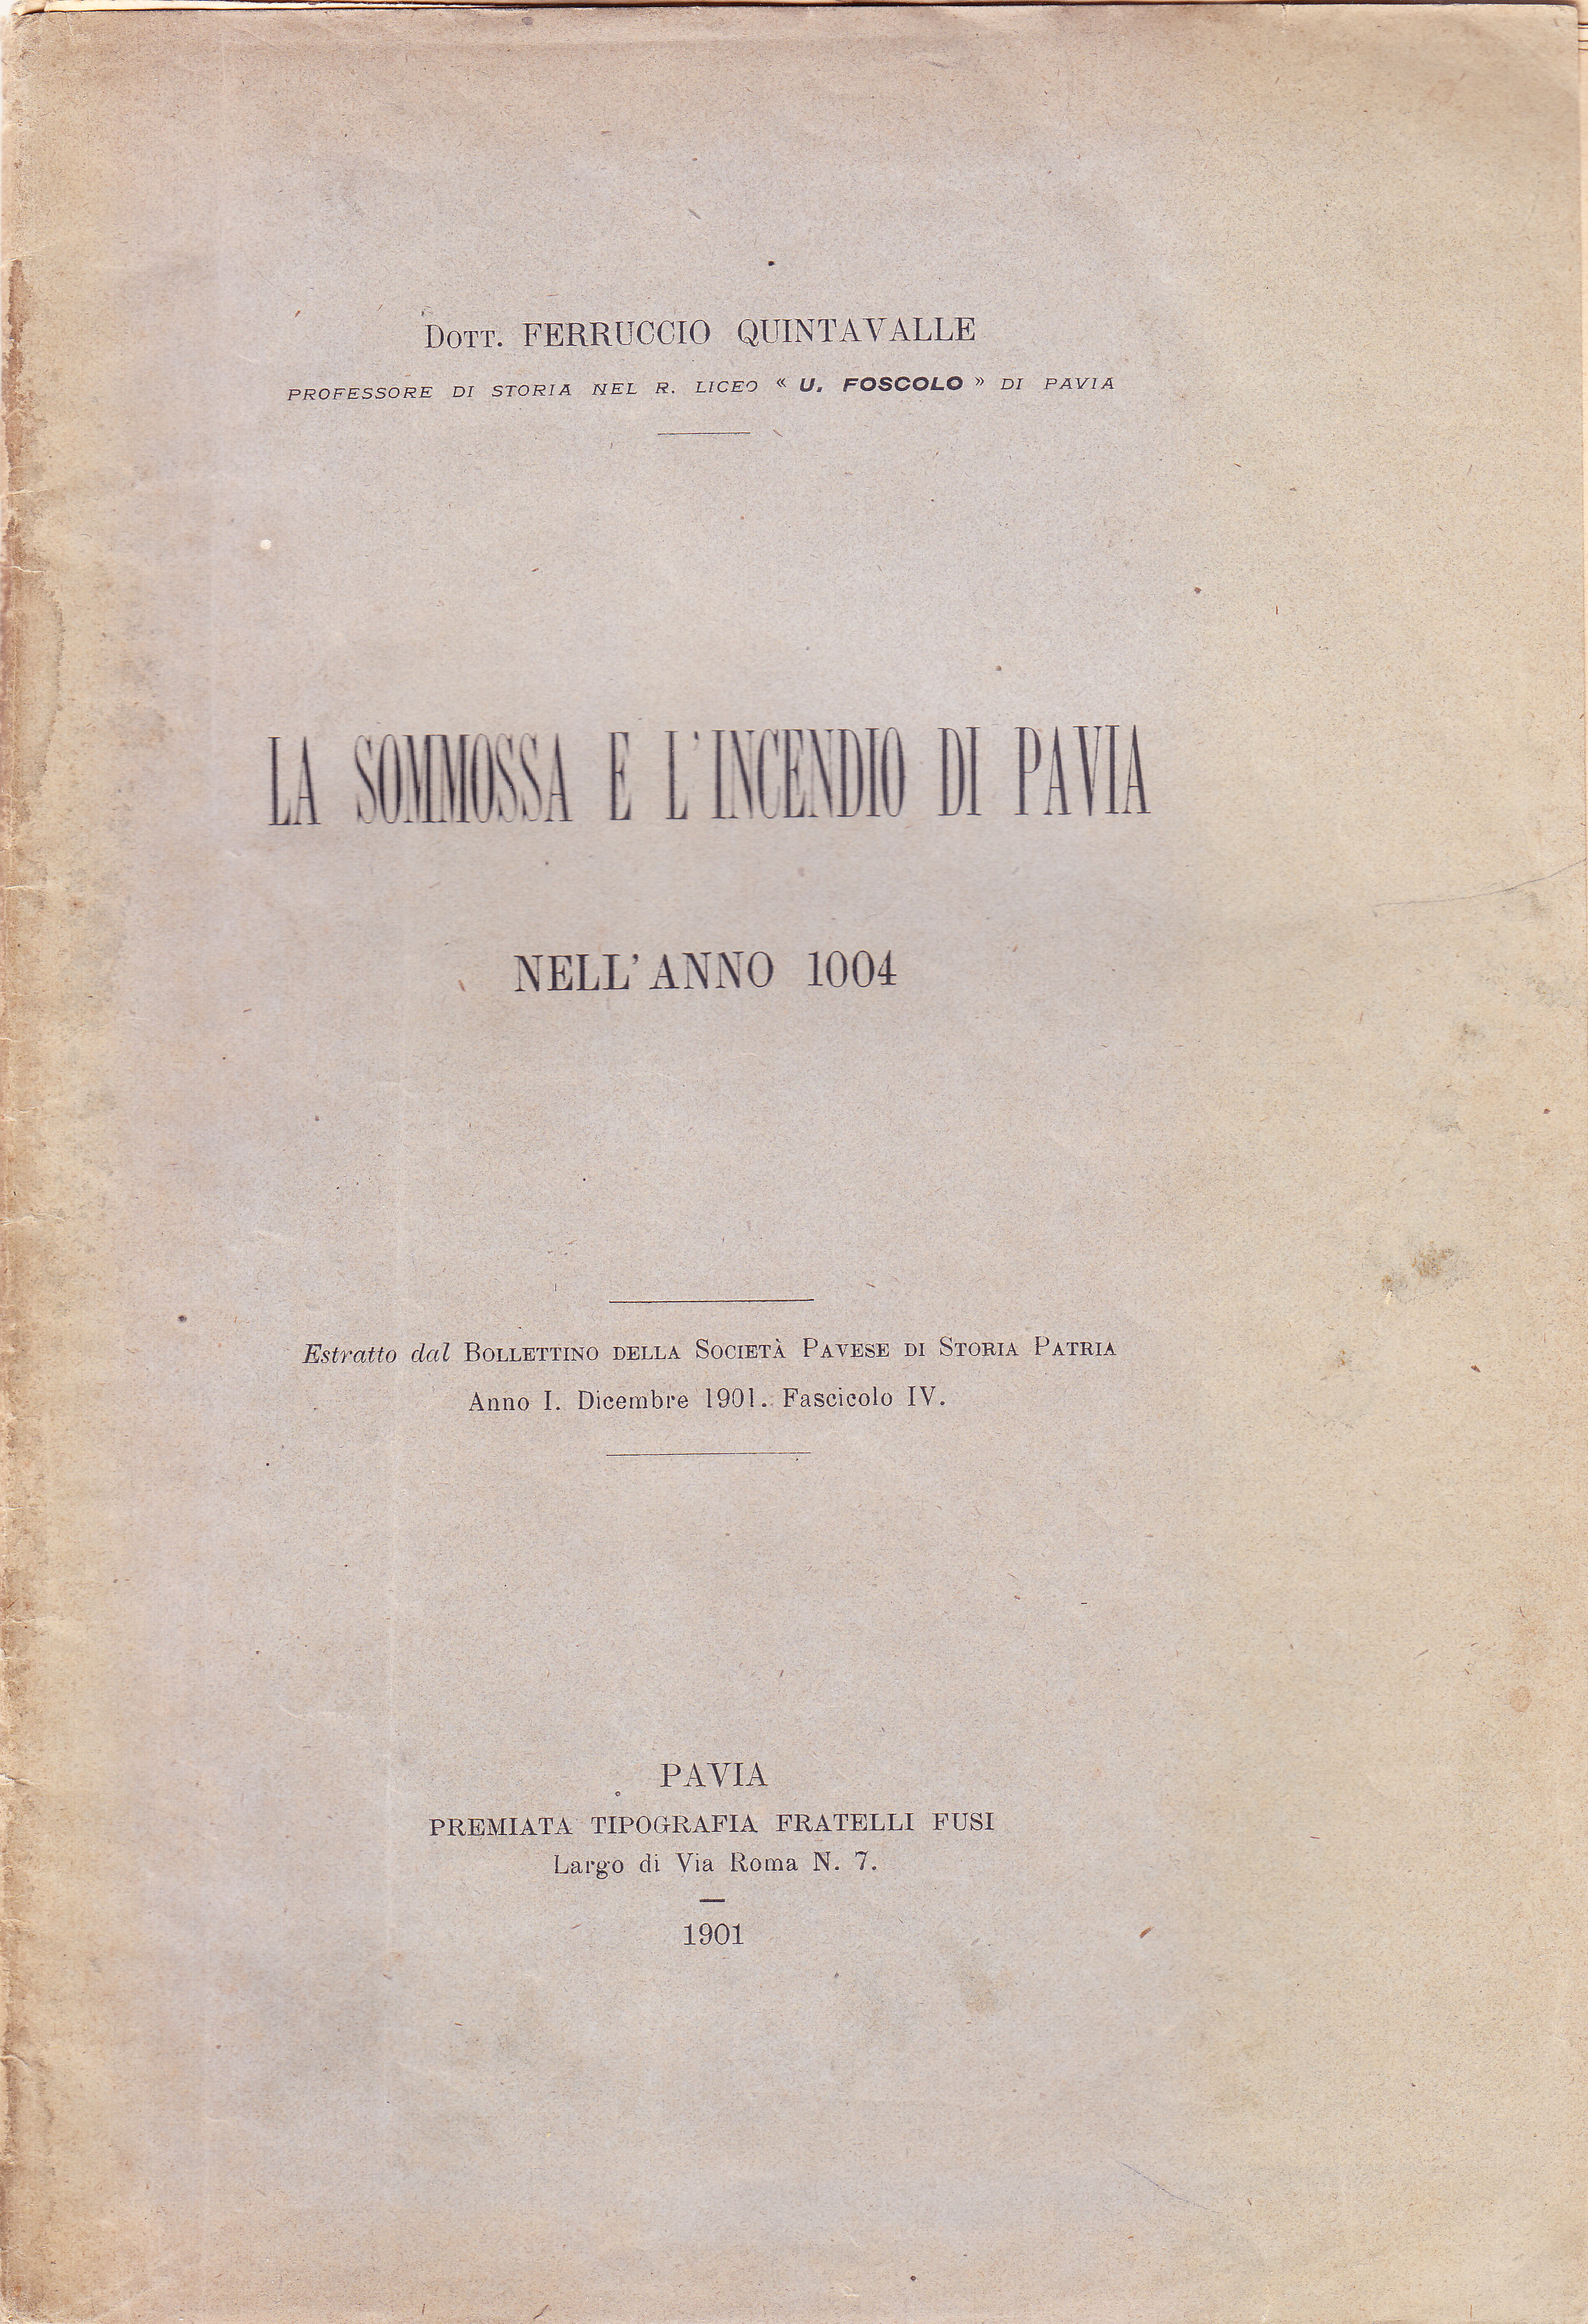 Dott. FERRUCCIO QUINTAVALLE
PROFESSORE DI STORIA NEL R. LICEO « U. FOSCOLO » DI PAVIA
LA SOMMOSSA E L'INCENDIO DI PAVIA
NELL'ANNO 1004
Estratto dal Bollettino della Società Pavese di Storia Patria
Anno I. Dicembre 1901. Fascicolo IV.
PAVIA
PREMIATA TIPOGRAFIA FRATELLI FUSI
Largo di Via Roma N. 7.
1901